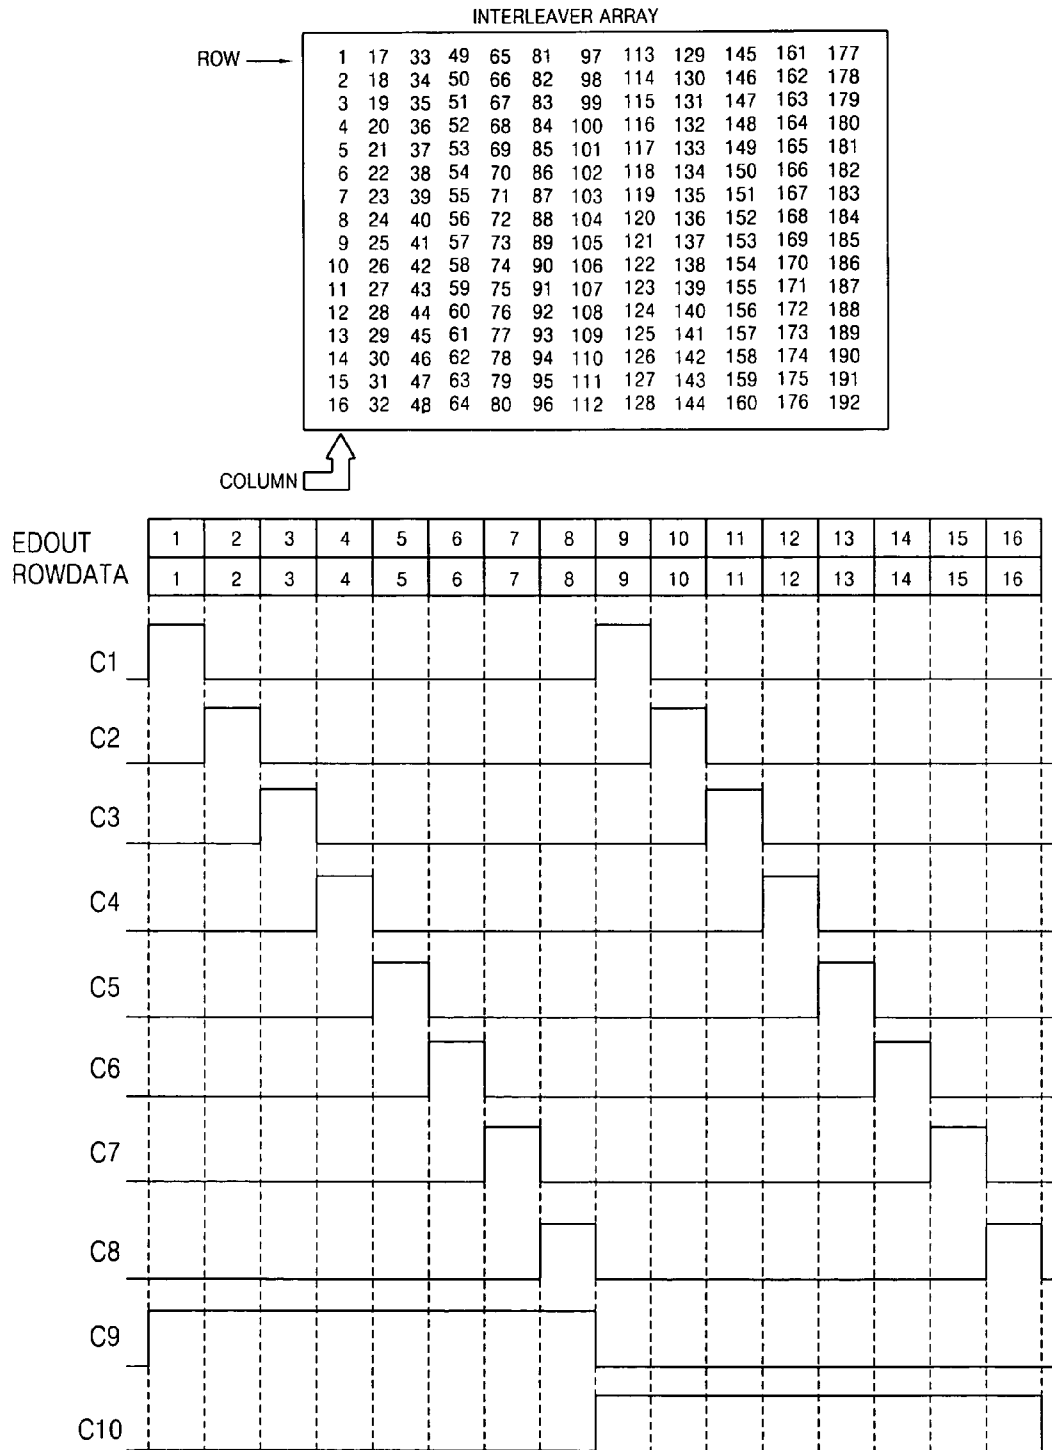 INTERLEAVER ARRAY
ROW 1 17 33 49 65 81 97 113 129 145 161 177
2 18 34 50 66 82 98 114 130 146 162 178
3 19 35 51 67 83 99 115 131 147 163 179
4 20 36 52 68 84 100 116 132 148 164 180
5 21 37 53 69 85 101 117 133 149 165 181
6 22 38 54 70 86 102 118 134 150 166 182
7 23 39 55 71 87 103 119 135 151 167 183
8 24 40 56 72 88 104 120 136 152 168 184
9 25 41 57 73 89 105 121 137 153 169 185
10 26 42 58 74 90 106 122 138 154 170 186
11 27 43 59 75 91 107 123 139 155 171 187
12 28 44 60 76 92 108 124 140 156 172 188
13 29 45 61 77 93 109 125 141 157 173 189
14 30 46 62 78 94 110 126 142 158 174 190
15 31 47 63 79 95 111 127 143 159 175 191
16 32 48 64 80 96 112 128 144 160 176 192
COLUMN
EDOUT 1 2 3 4 5 6 7 8 9 10 11 12 13 14 15 16
ROWDATA 1 2 3 4 5 6 7 8 9 10 11 12 13 14 15 16
C1
C2
C3
C4
C5
C6
C7
C8
C9
C10